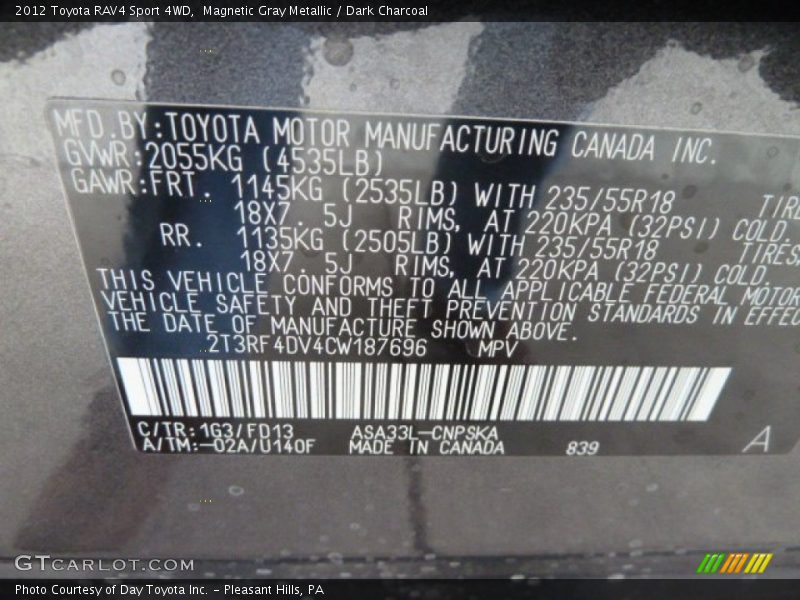 2012 Toyota RAV4 Sport 4WD, Magnetic Gray Metallic / Dark Charcoal
MFD.BY:TOYOTA MOTOR MANUFACTURING CANADA INC.
GVWR:2055KG (4535LB)
GAWR:FRT. 1145KG (2535LB) WITH 235/55R18
18X7. 5J RIMS, AT 220KPA (32PSI) COLD
RR. 1135KG (2505LB) WITH 235/55R18 TIRES
18X7. 5J RIMS, AT 220KPA (32PSI) COLD.
THIS VEHICLE CONFORMS TO ALL APPLICABLE FEDERAL MOTOR
VEHICLE SAFETY AND THEFT PREVENTION STANDARDS IN EFFEC
THE DATE OF MANUFACTURE SHOWN ABOVE.
2T3RF4DV4CW187696 MPV
C/TR:1G3/FD13 ASA33L-CNPSKA
A/TM:-02A/U140F MADE IN CANADA 839 A
GTCARLOT.COM
Photo Courtesy of Day Toyota Inc. - Pleasant Hills, PA